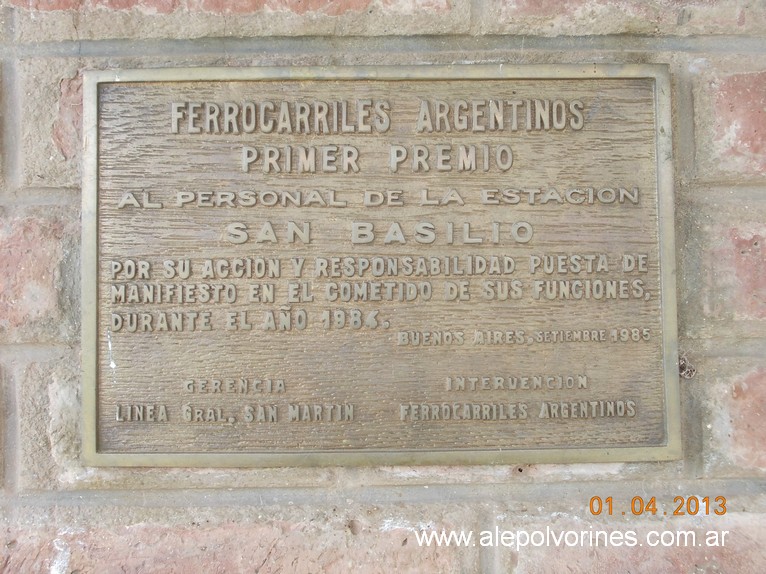 FERROCARRILES ARGENTINOS
PRIMER PREMIO
AL PERSONAL DE LA ESTACION
SAN BASILIO
POR SU ACCION Y RESPONSABILIDAD PUESTA DE
MANIFIESTO EN EL COMETIDO DE SUS FUNCIONES,
DURANTE EL AÑO 1984.
BUENOS AIRES, SETIEMBRE 1985
GERENCIA
LINEA GRAL, SAN MARTIN
INTERVENCION
FERROCARRILES ARGENTINOS
01.04.2013
www.alepolvorines.com.ar